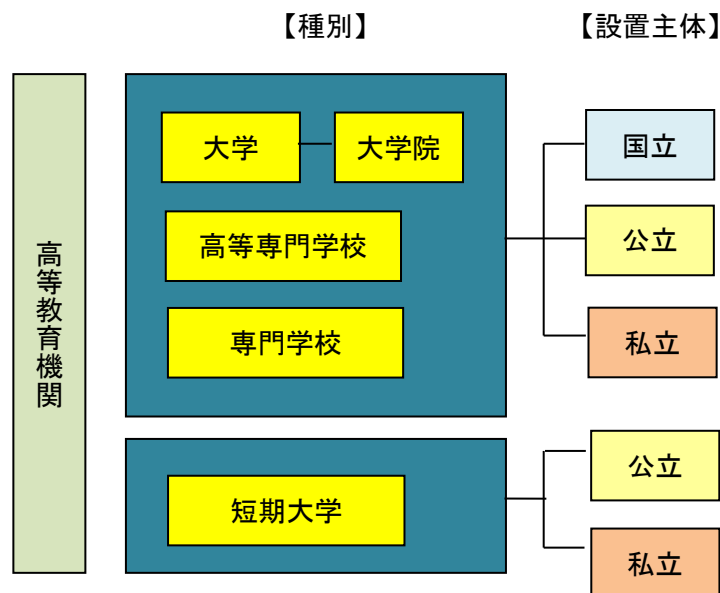 【種別】
【設置主体】
高等教育機関
大学
大学院
高等専門学校
専門学校
国立
公立
私立
短期大学
公立
私立